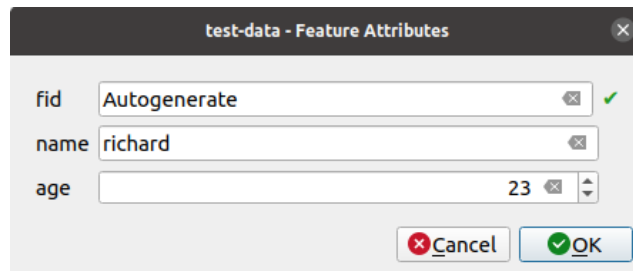 test-data - Feature Attributes
fid Autogenerate
name richard
age 23
Cancel OK